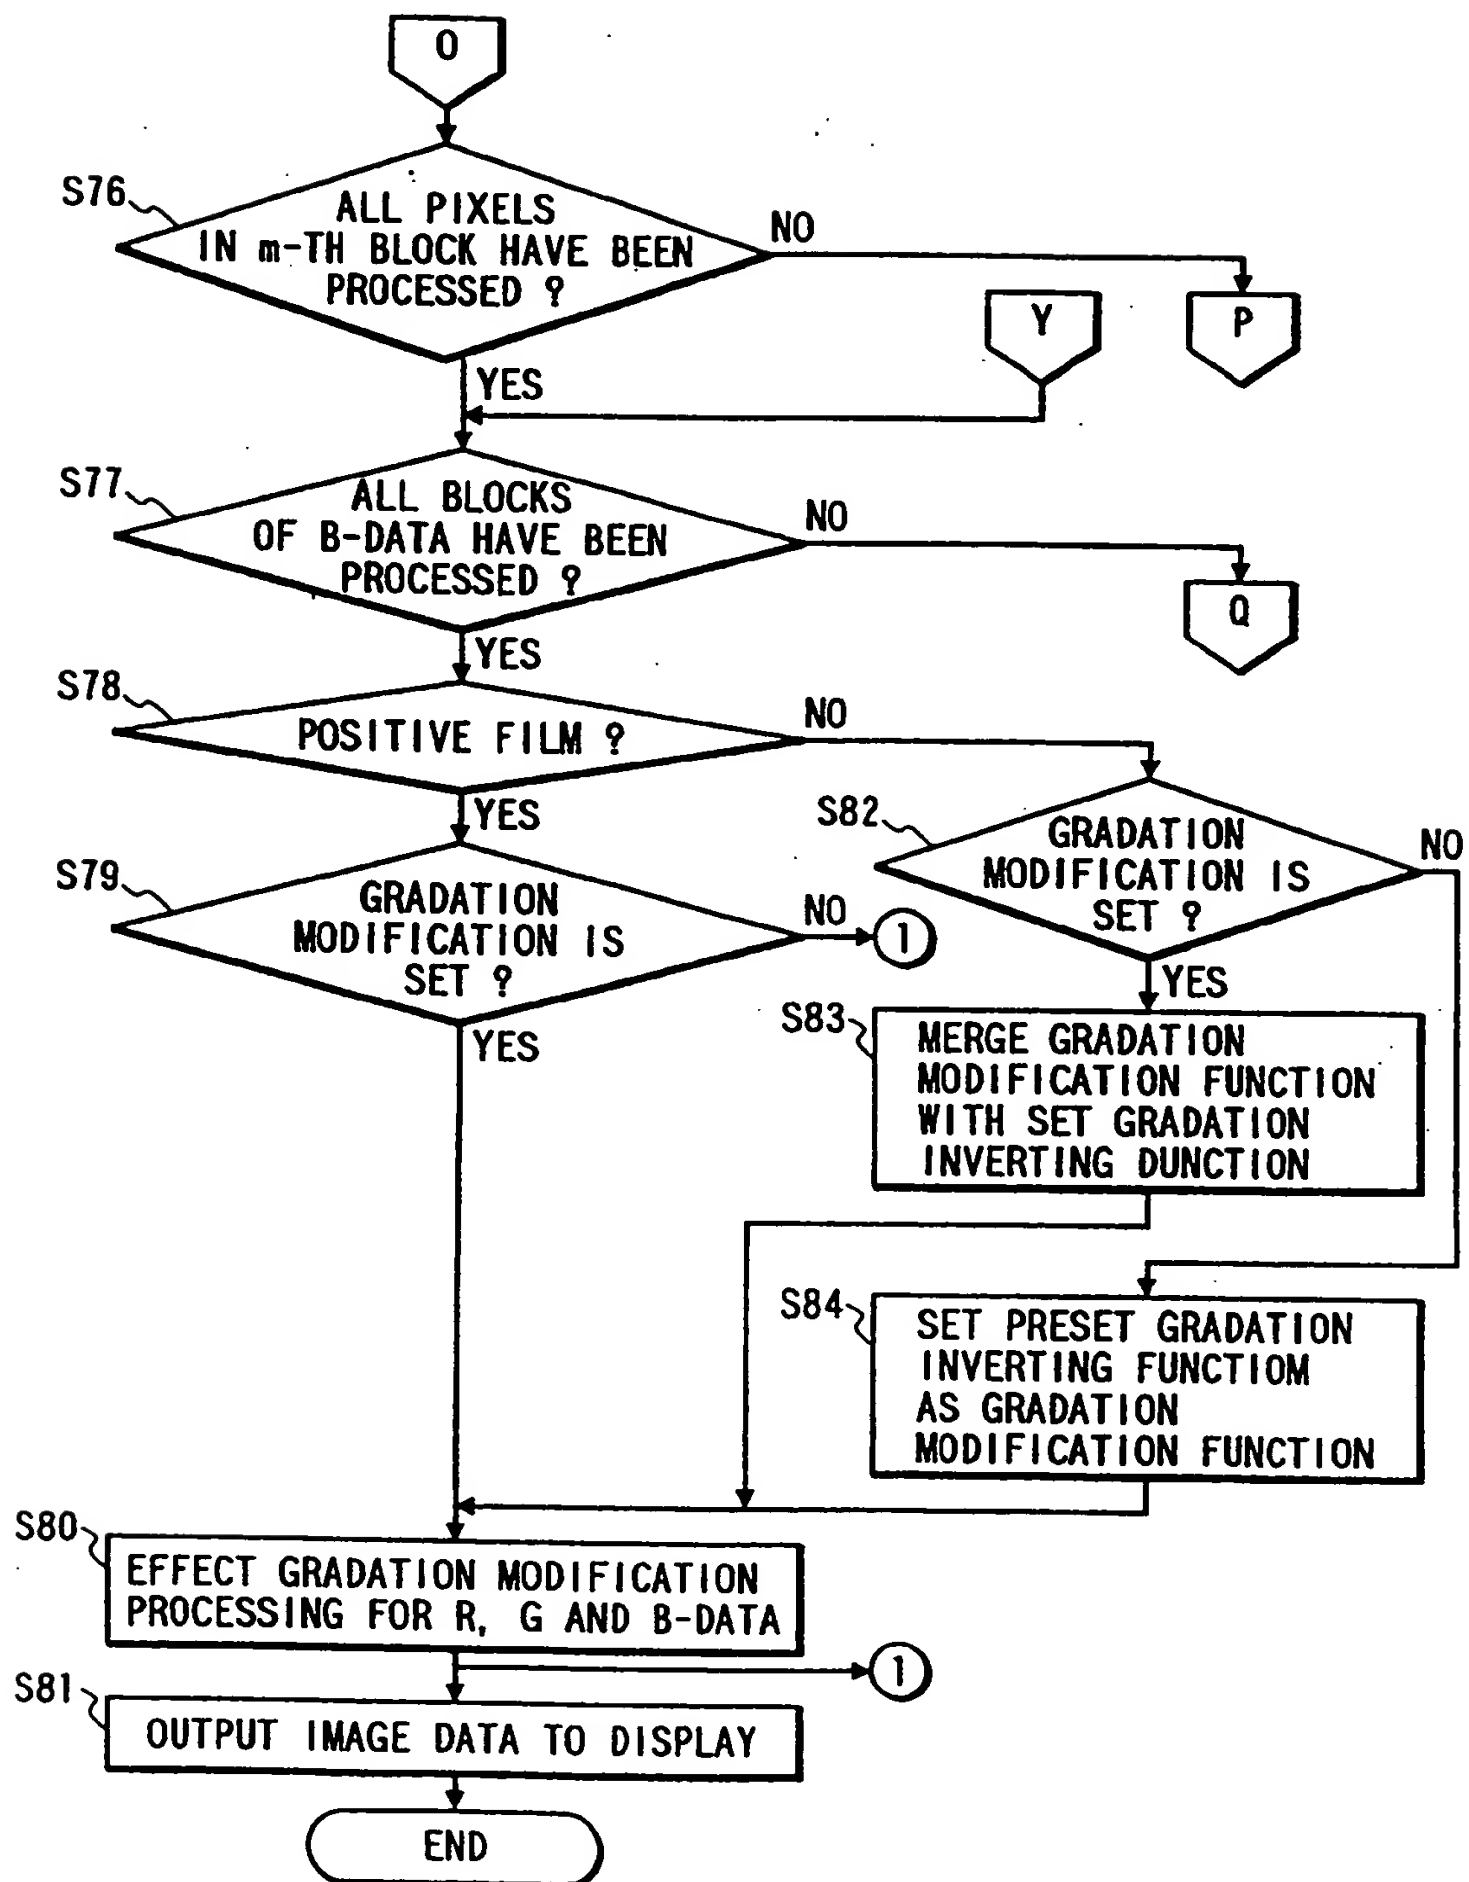 O
S76
ALL PIXELS
IN m-TH BLOCK HAVE BEEN
PROCESSED ?
NO
P
Y
YES
S77
ALL BLOCKS
OF B-DATA HAVE BEEN
PROCESSED ?
NO
Q
YES
S78
POSITIVE FILM ?
NO
YES
S79
GRADATION
MODIFICATION IS
SET ?
NO
1
YES
S82
GRADATION
MODIFICATION IS
SET ?
NO
YES
S83
MERGE GRADATION
MODIFICATION FUNCTION
WITH SET GRADATION
INVERTING DUNCTION
S84
SET PRESET GRADATION
INVERTING FUNCTIOM
AS GRADATION
MODIFICATION FUNCTION
S80
EFFECT GRADATION MODIFICATION
PROCESSING FOR R, G AND B-DATA
1
S81
OUTPUT IMAGE DATA TO DISPLAY
END